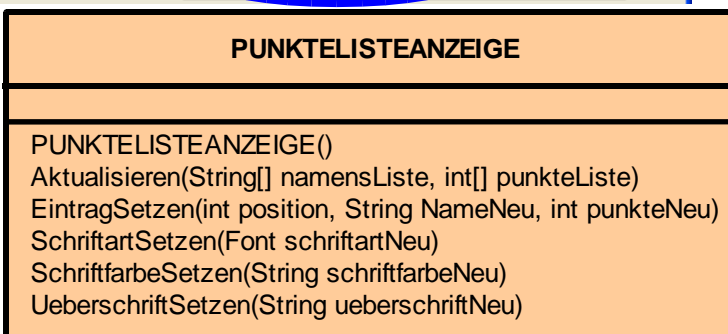 PUNKTELISTEANZEIGE
PUNKTELISTEANZEIGE()
Aktualisieren(String[] namensListe, int[] punkteListe)
EintragSetzen(int position, String NameNeu, int punkteNeu)
SchriftartSetzen(Font schriftartNeu)
SchriftfarbeSetzen(String schriftfarbeNeu)
UeberschriftSetzen(String ueberschriftNeu)